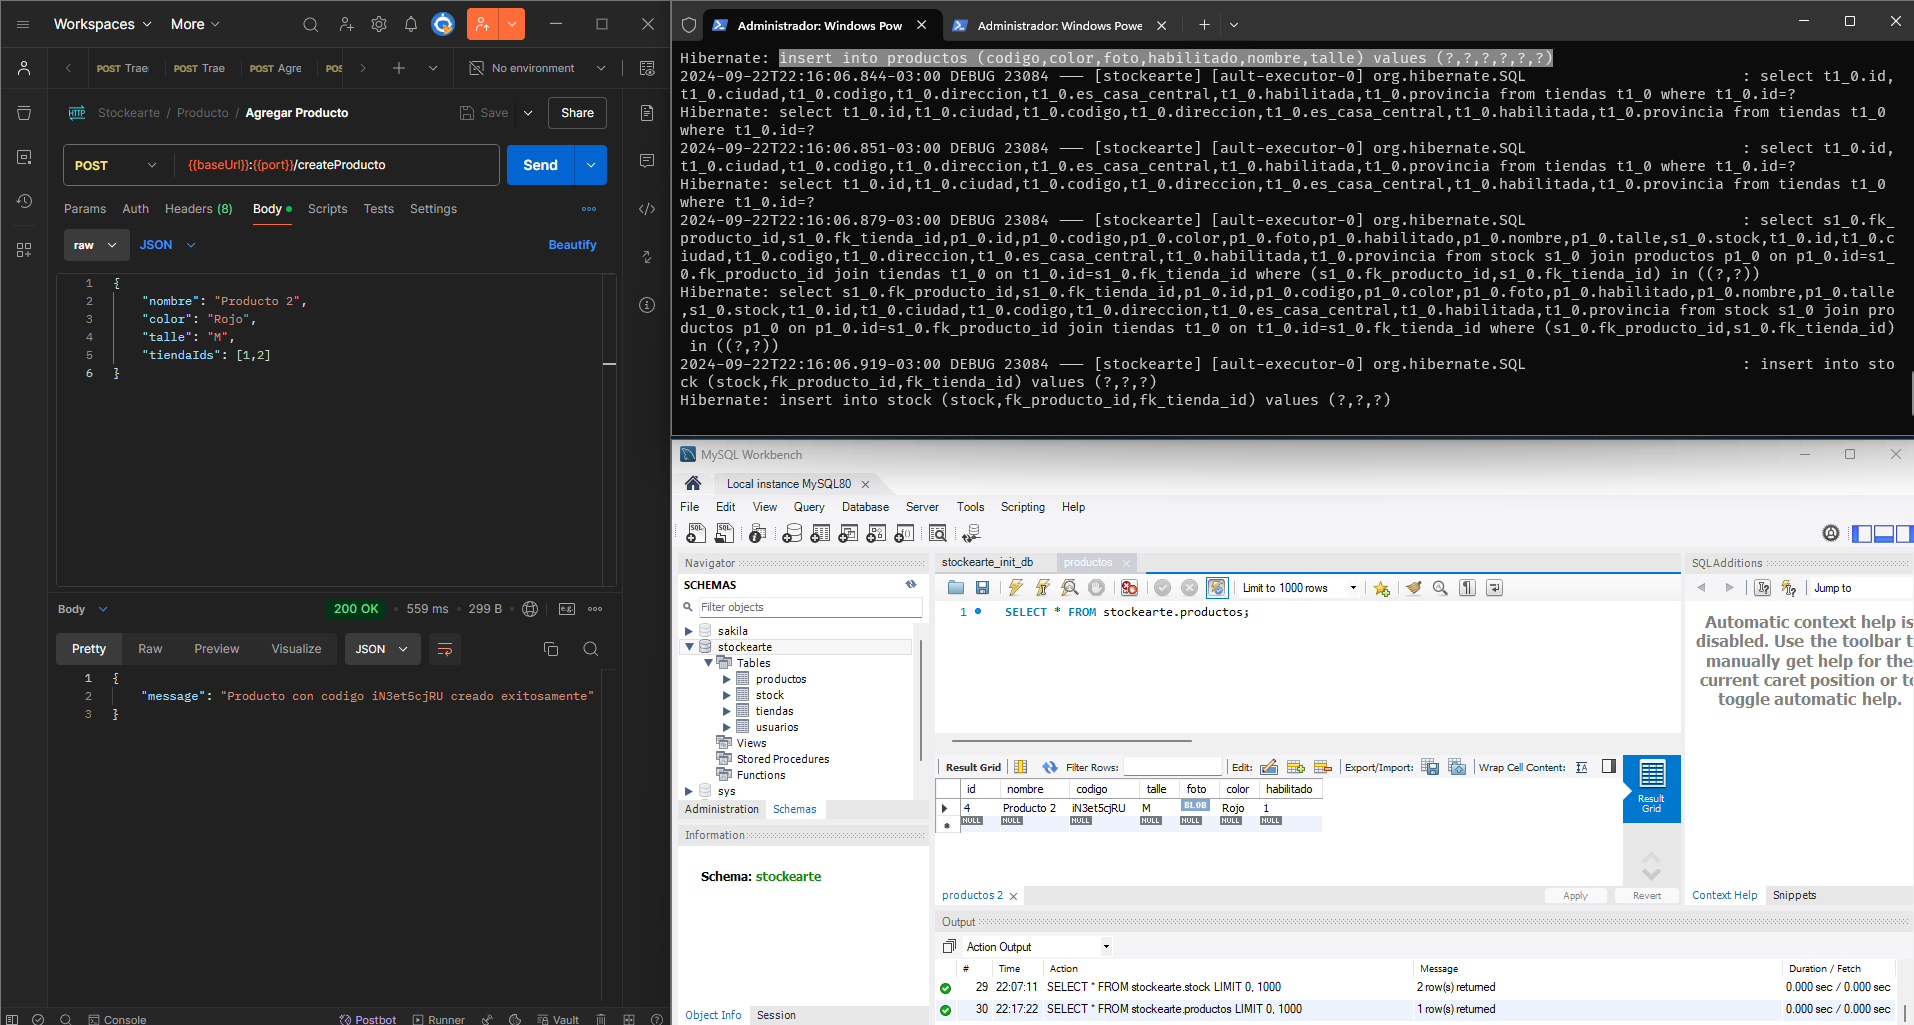 Workspaces
More
POST Trae
POST Trae
POST Agre
POS
No environment
Stockearte / Producto / Agregar Producto
Save
Share
POST
{{baseUrl}}:{{port}}/createProducto
Send
Params
Auth
Headers (8)
Body
Scripts
Tests
Settings
raw
JSON
Beautify
1 {
2 "nombre": "Producto 2",
3 "color": "Rojo",
4 "talle": "M",
5 "tiendaIds": [1,2]
6 }
Body
200 OK
559 ms
299 B
Pretty
Raw
Preview
Visualize
JSON
1 {
2 "message": "Producto con codigo iN3et5cjRU creado exitosamente"
3 }
Console
Postbot
Runner
Vault
Administrador: Windows Pow
Administrador: Windows Powe
Hibernate: insert into productos (codigo,color,foto,habilitado,nombre,talle) values (?,?,?,?,?,?)
2024-09-22T22:16:06.844-03:00 DEBUG 23084 --- [stockearte] [ault-executor-0] org.hibernate.SQL : select t1_0.id,
t1_0.ciudad,t1_0.codigo,t1_0.direccion,t1_0.es_casa_central,t1_0.habilitada,t1_0.provincia from tiendas t1_0 where t1_0.id=?
Hibernate: select t1_0.id,t1_0.ciudad,t1_0.codigo,t1_0.direccion,t1_0.es_casa_central,t1_0.habilitada,t1_0.provincia from tiendas t1_0
where t1_0.id=?
2024-09-22T22:16:06.851-03:00 DEBUG 23084 --- [stockearte] [ault-executor-0] org.hibernate.SQL : select t1_0.id,
t1_0.ciudad,t1_0.codigo,t1_0.direccion,t1_0.es_casa_central,t1_0.habilitada,t1_0.provincia from tiendas t1_0 where t1_0.id=?
Hibernate: select t1_0.id,t1_0.ciudad,t1_0.codigo,t1_0.direccion,t1_0.es_casa_central,t1_0.habilitada,t1_0.provincia from tiendas t1_0
where t1_0.id=?
2024-09-22T22:16:06.879-03:00 DEBUG 23084 --- [stockearte] [ault-executor-0] org.hibernate.SQL : select s1_0.fk_
producto_id,s1_0.fk_tienda_id,p1_0.id,p1_0.codigo,p1_0.color,p1_0.foto,p1_0.habilitado,p1_0.nombre,p1_0.talle,s1_0.stock,t1_0.id,t1_0.c
iudad,t1_0.codigo,t1_0.direccion,t1_0.es_casa_central,t1_0.habilitada,t1_0.provincia from stock s1_0 join productos p1_0 on p1_0.id=s1_
0.fk_producto_id join tiendas t1_0 on t1_0.id=s1_0.fk_tienda_id where (s1_0.fk_producto_id,s1_0.fk_tienda_id) in ((?,?))
Hibernate: select s1_0.fk_producto_id,s1_0.fk_tienda_id,p1_0.id,p1_0.codigo,p1_0.color,p1_0.foto,p1_0.habilitado,p1_0.nombre,p1_0.talle
,s1_0.stock,t1_0.id,t1_0.ciudad,t1_0.codigo,t1_0.direccion,t1_0.es_casa_central,t1_0.habilitada,t1_0.provincia from stock s1_0 join pro
ductos p1_0 on p1_0.id=s1_0.fk_producto_id join tiendas t1_0 on t1_0.id=s1_0.fk_tienda_id where (s1_0.fk_producto_id,s1_0.fk_tienda_id)
in ((?,?))
2024-09-22T22:16:06.919-03:00 DEBUG 23084 --- [stockearte] [ault-executor-0] org.hibernate.SQL : insert into sto
ck (stock,fk_producto_id,fk_tienda_id) values (?,?,?)
Hibernate: insert into stock (stock,fk_producto_id,fk_tienda_id) values (?,?,?)
MySQL Workbench
Local instance MySQL80
File
Edit
View
Query
Database
Server
Tools
Scripting
Help
Navigator
SCHEMAS
Filter objects
sakila
stockearte
Tables
productos
stock
tiendas
usuarios
Views
Stored Procedures
Functions
sys
Administration
Schemas
Information
Schema: stockearte
Object Info
Session
stockearte_init_db
productos
Limit to 1000 rows
1 SELECT * FROM stockearte.productos;
Result Grid
Filter Rows:
Edit:
Export/Import:
Wrap Cell Content:
id nombre codigo talle foto color habilitado
4 Producto 2 iN3et5cjRU M BLOB Rojo 1
NULL NULL NULL NULL NULL NULL NULL
Result
Grid
productos 2
Apply
Revert
SQLAdditions
Jump to
Automatic context help is
disabled. Use the toolbar t
manually get help for the
current caret position or to
toggle automatic help.
Context Help
Snippets
Output
Action Output
# Time Action Message Duration / Fetch
29 22:07:11 SELECT * FROM stockearte.stock LIMIT 0, 1000 2 row(s) returned 0.000 sec / 0.000 sec
30 22:17:22 SELECT * FROM stockearte.productos LIMIT 0, 1000 1 row(s) returned 0.000 sec / 0.000 sec